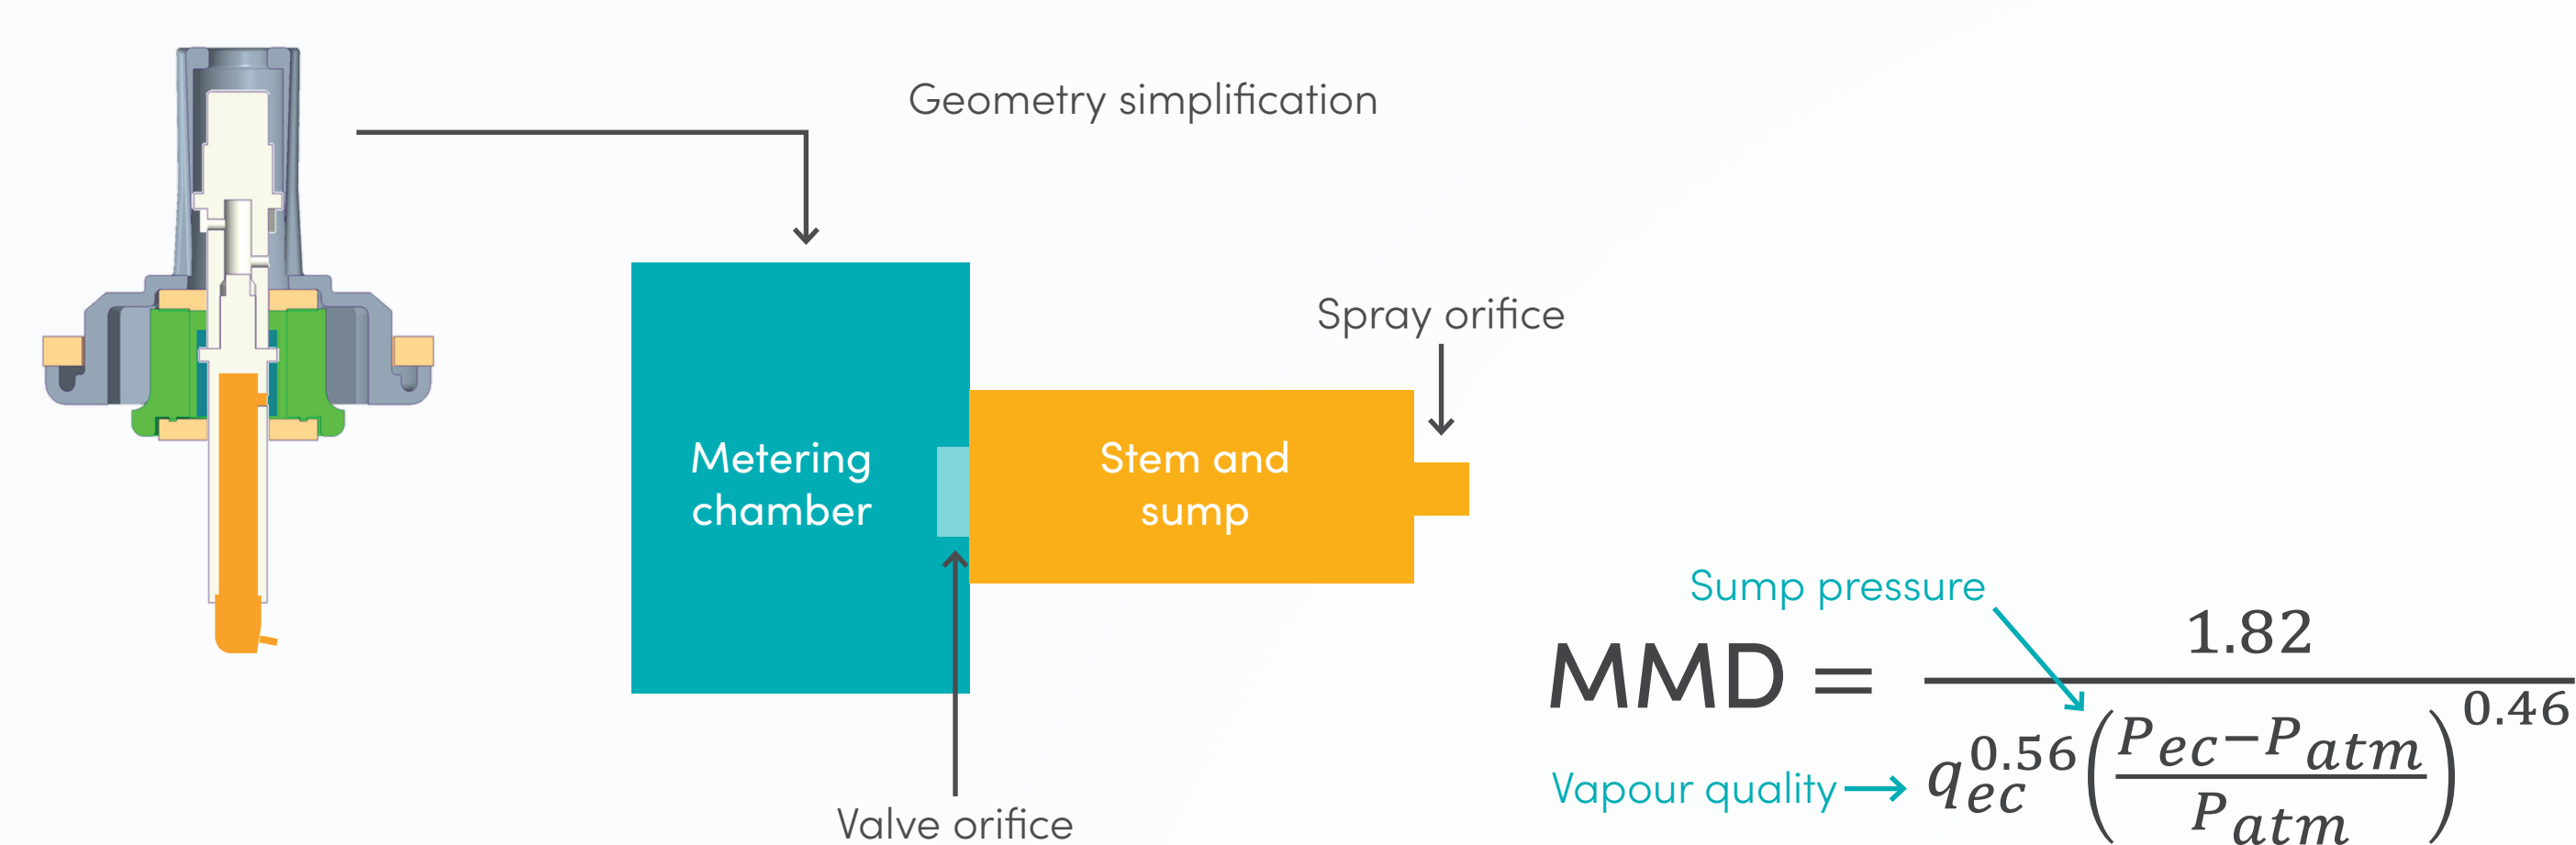 Geometry simplification
Spray orifice
Metering
chamber
Stem and
sump
Valve orifice
Sump pressure
Vapour quality
MMD = 1.82 / q_ec^0.56 (P_ec−P_atm / P_atm)^0.46